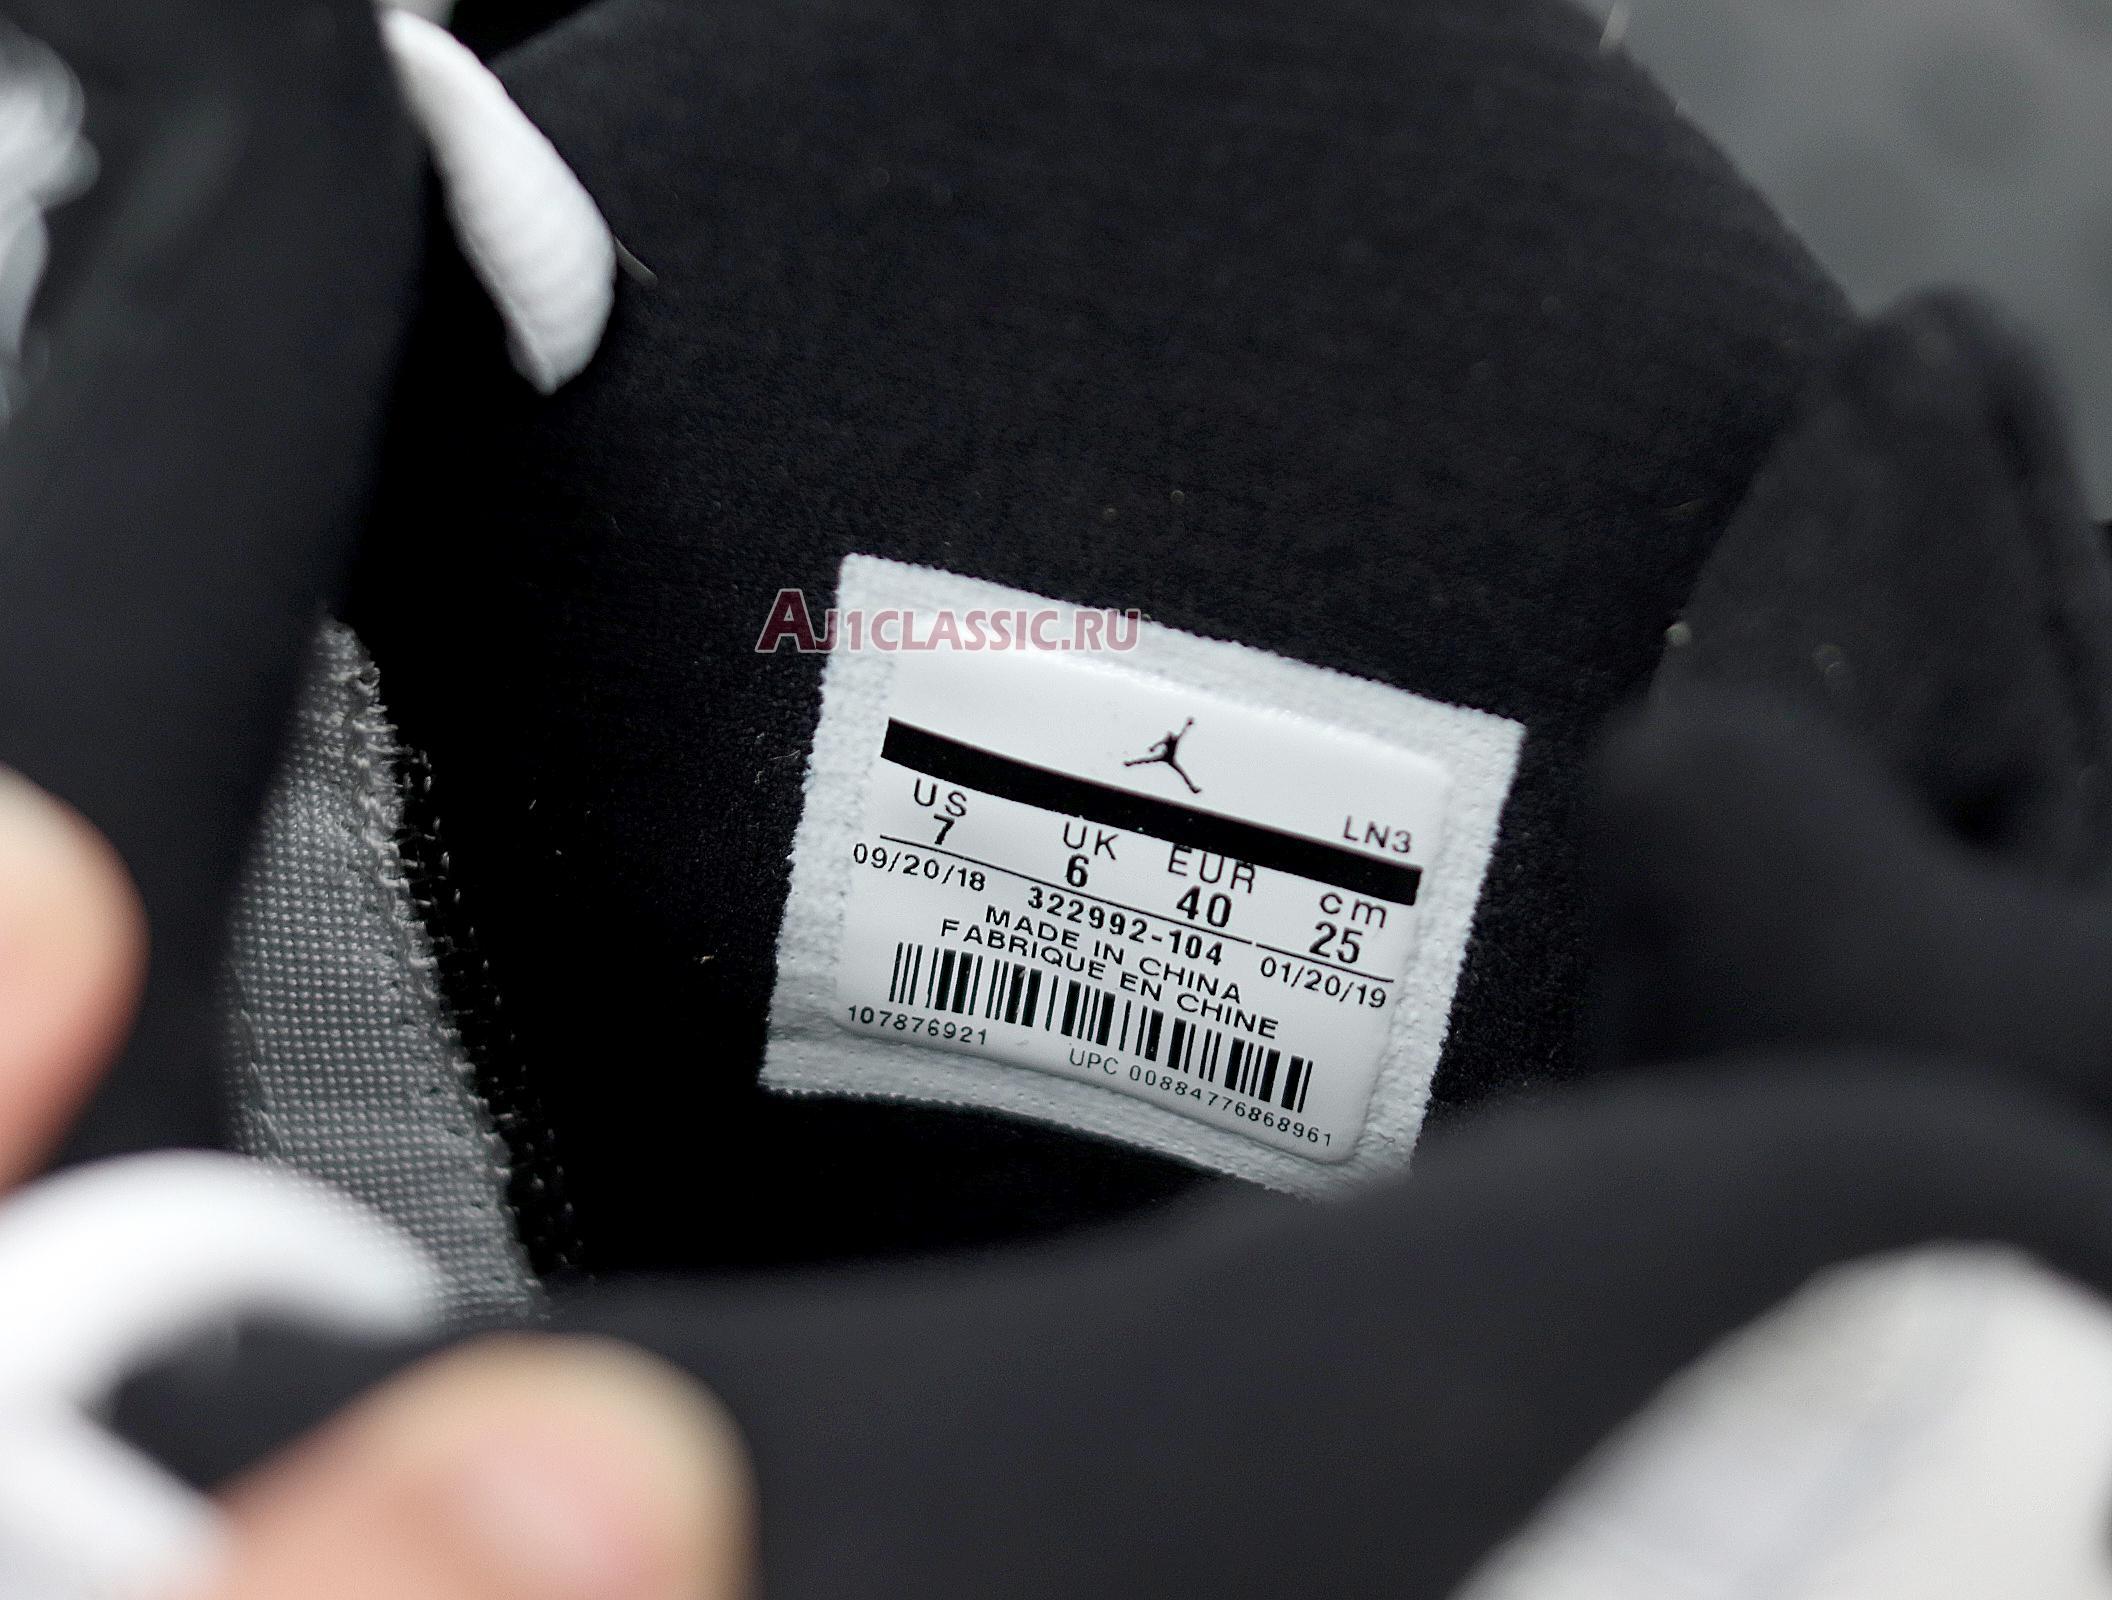 AJ1CLASSIC.RU
LN3
US UK EUR cm
7 6 40 25
09/20/18 322992-104 01/20/19
MADE IN CHINA
FABRIQUE EN CHINE
107876921 UPC 00884776868961